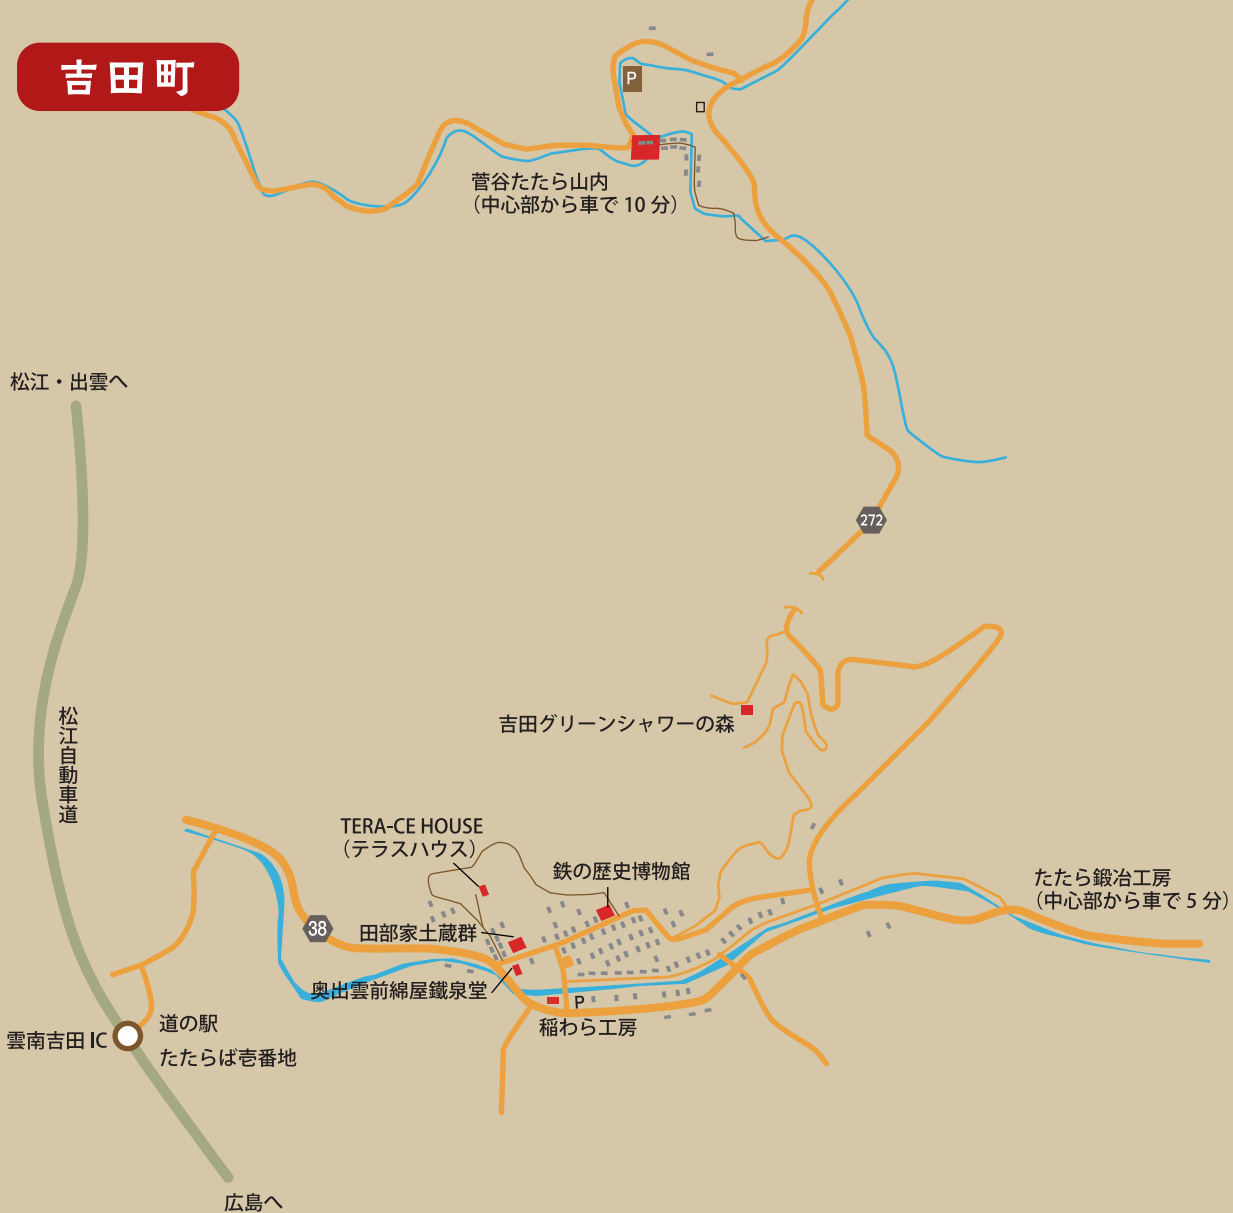 吉田町
P
菅谷たたら山内
（中心部から車で 10 分）
松江・出雲へ
272
松江自動車道
吉田グリーンシャワーの森
TERA-CE HOUSE
（テラスハウス）
鉄の歴史博物館
たたら鍛冶工房
（中心部から車で 5 分）
38
田部家土蔵群
奥出雲前綿屋鐵泉堂
P
稲わら工房
道の駅
雲南吉田 IC
たたらば壱番地
広島へ